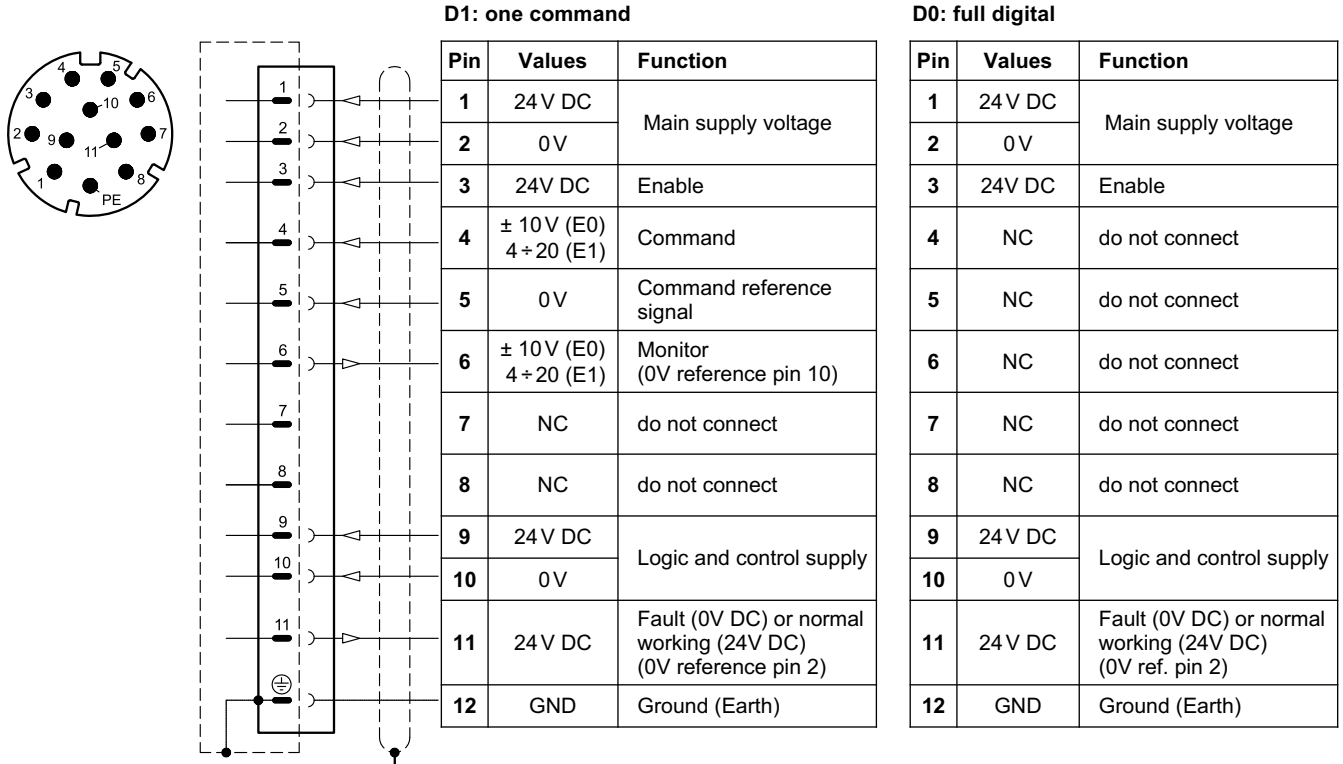 D1: one command
D0: full digital
4
5
3
10
6
2
9
11
7
1
8
PE
1
2
3
4
5
6
7
8
9
10
11
Pin Values Function
1 24 V DC Main supply voltage
2 0 V
3 24V DC Enable
4 ± 10 V (E0) Command
4 ÷ 20 (E1)
5 0 V Command reference
signal
6 ± 10 V (E0) Monitor
4 ÷ 20 (E1) (0V reference pin 10)
7 NC do not connect
8 NC do not connect
9 24 V DC Logic and control supply
10 0 V
11 24 V DC Fault (0V DC) or normal
working (24V DC)
(0V reference pin 2)
12 GND Ground (Earth)
Pin Values Function
1 24 V DC Main supply voltage
2 0 V
3 24V DC Enable
4 NC do not connect
5 NC do not connect
6 NC do not connect
7 NC do not connect
8 NC do not connect
9 24 V DC Logic and control supply
10 0 V
11 24 V DC Fault (0V DC) or normal
working (24V DC)
(0V ref. pin 2)
12 GND Ground (Earth)